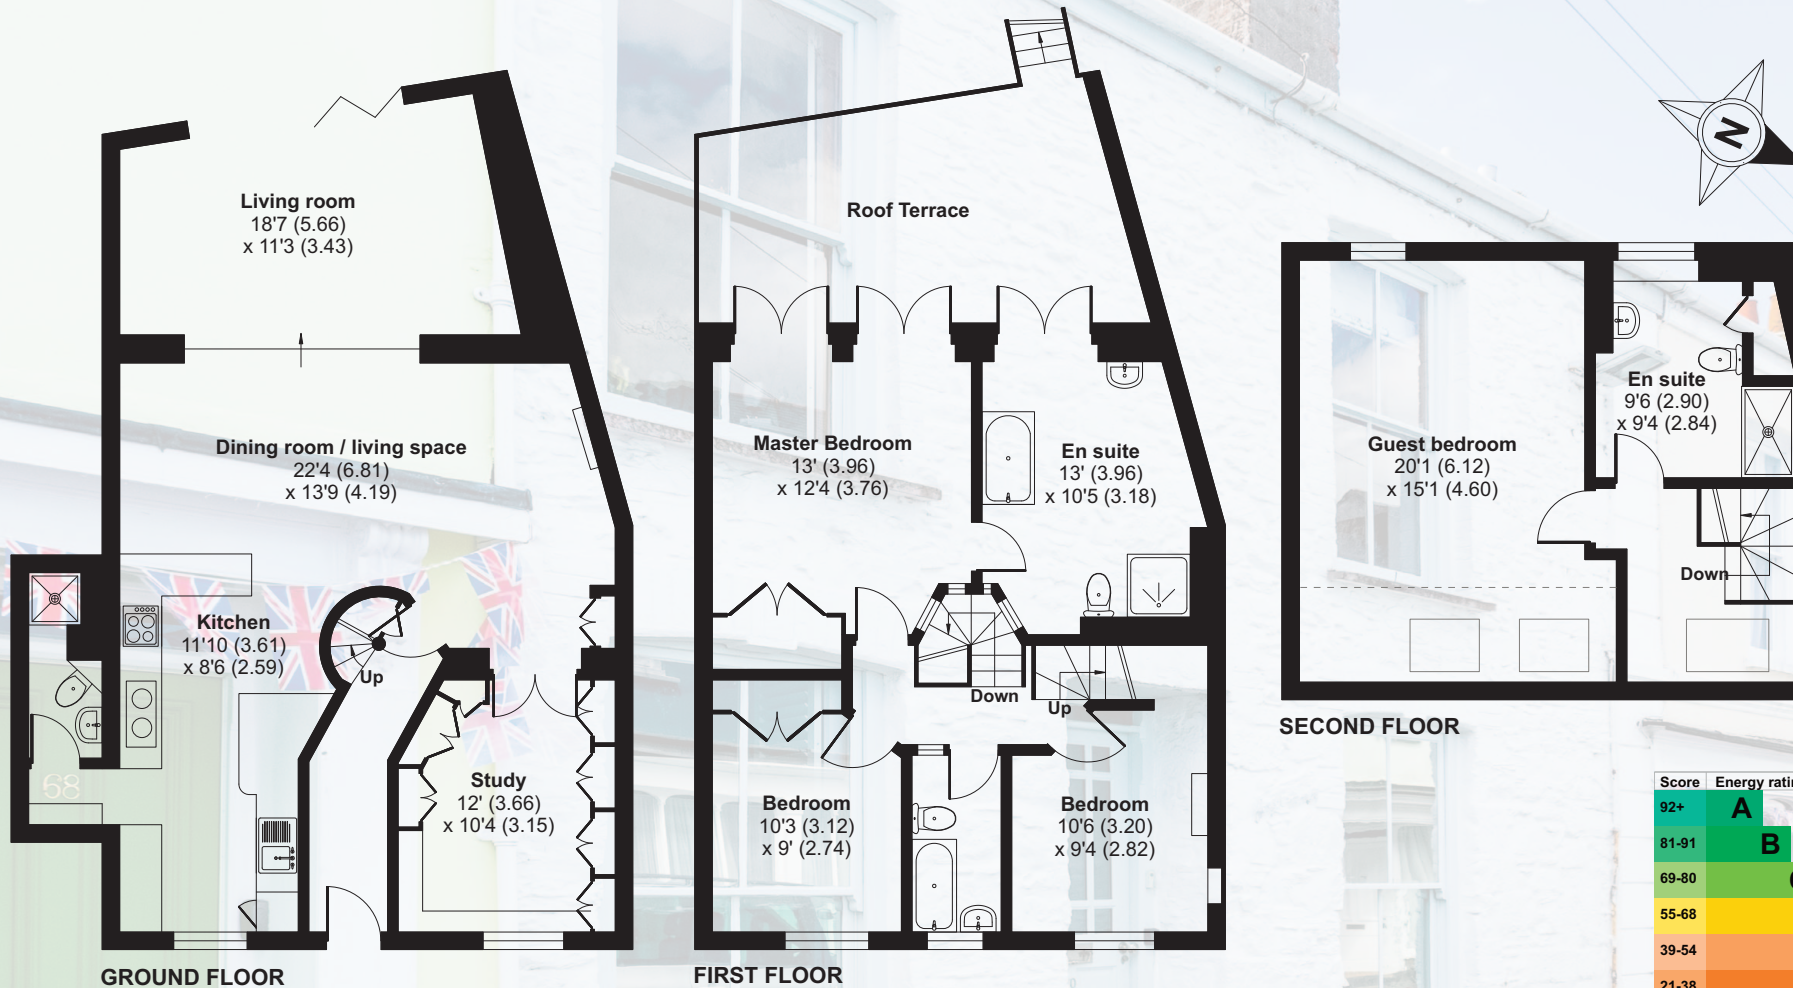 Living room
18'7 (5.66)
x 11'3 (3.43)
Dining room / living space
22'4 (6.81)
x 13'9 (4.19)
Kitchen
11'10 (3.61)
x 8'6 (2.59)
Up
Study
12' (3.66)
x 10'4 (3.15)
68
GROUND FLOOR
Roof Terrace
Master Bedroom
13' (3.96)
x 12'4 (3.76)
En suite
13' (3.96)
x 10'5 (3.18)
Down
Up
Bedroom
10'3 (3.12)
x 9' (2.74)
Bedroom
10'6 (3.20)
x 9'4 (2.82)
FIRST FLOOR
N
En suite
9'6 (2.90)
x 9'4 (2.84)
Guest bedroom
20'1 (6.12)
x 15'1 (4.60)
Down
SECOND FLOOR
Score Energy
92+ A
81-91 B
69-80
55-68
39-54
21-38